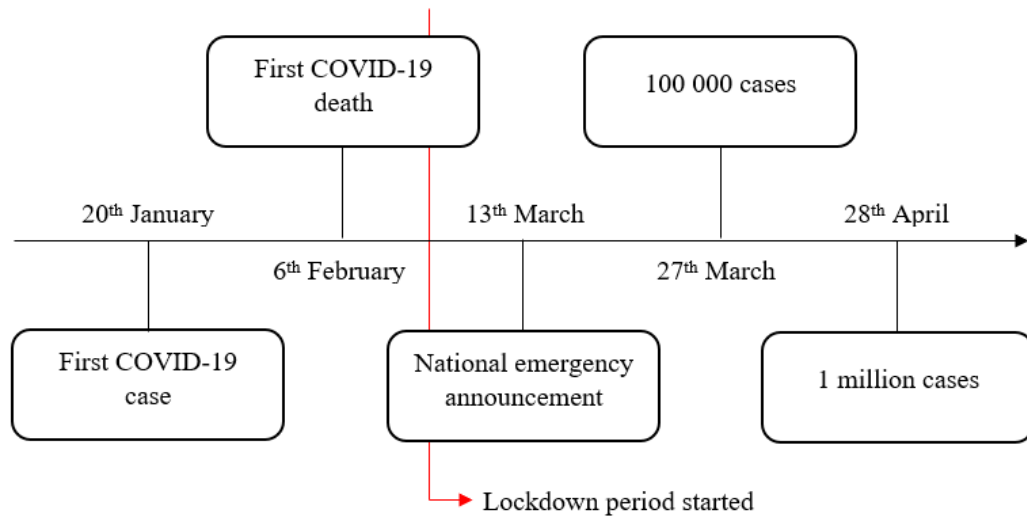 First COVID-19
death
100 000 cases
20th January
13th March
28th April
6th February
27th March
First COVID-19
case
National emergency
announcement
1 million cases
Lockdown period started